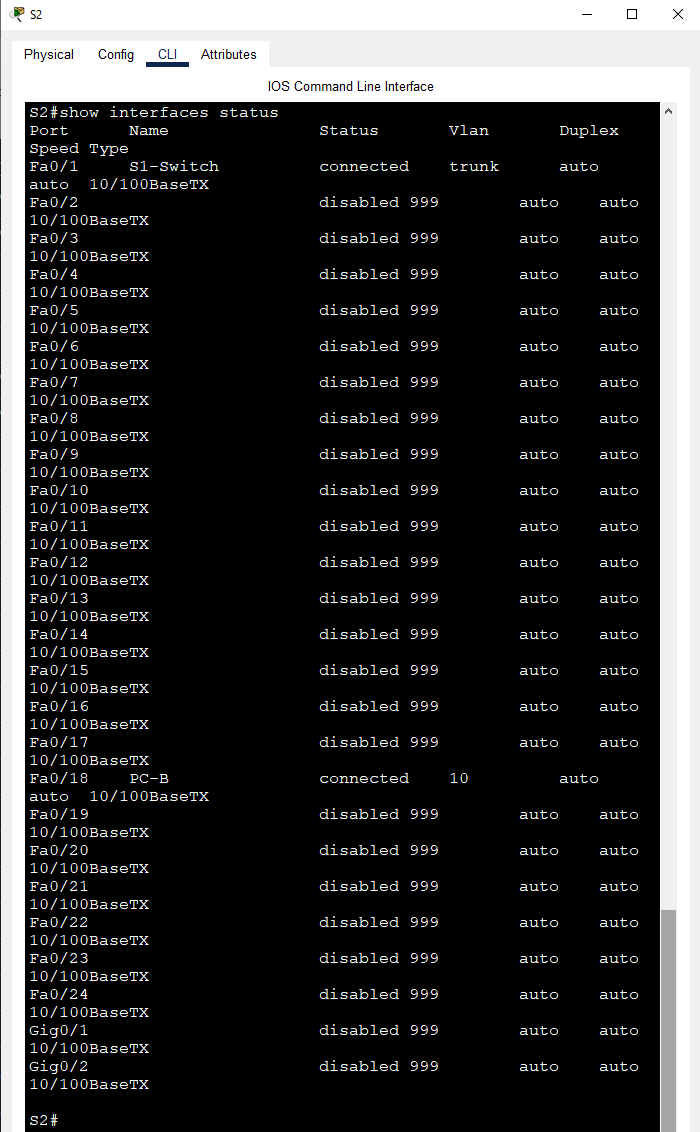 S2
Physical Config CLI Attributes
IOS Command Line Interface
S2#show interfaces status
Port Name Status Vlan Duplex
Speed Type
Fa0/1 S1-Switch connected trunk auto
auto 10/100BaseTX
Fa0/2 disabled 999 auto auto
10/100BaseTX
Fa0/3 disabled 999 auto auto
10/100BaseTX
Fa0/4 disabled 999 auto auto
10/100BaseTX
Fa0/5 disabled 999 auto auto
10/100BaseTX
Fa0/6 disabled 999 auto auto
10/100BaseTX
Fa0/7 disabled 999 auto auto
10/100BaseTX
Fa0/8 disabled 999 auto auto
10/100BaseTX
Fa0/9 disabled 999 auto auto
10/100BaseTX
Fa0/10 disabled 999 auto auto
10/100BaseTX
Fa0/11 disabled 999 auto auto
10/100BaseTX
Fa0/12 disabled 999 auto auto
10/100BaseTX
Fa0/13 disabled 999 auto auto
10/100BaseTX
Fa0/14 disabled 999 auto auto
10/100BaseTX
Fa0/15 disabled 999 auto auto
10/100BaseTX
Fa0/16 disabled 999 auto auto
10/100BaseTX
Fa0/17 disabled 999 auto auto
10/100BaseTX
Fa0/18 PC-B connected 10 auto
auto 10/100BaseTX
Fa0/19 disabled 999 auto auto
10/100BaseTX
Fa0/20 disabled 999 auto auto
10/100BaseTX
Fa0/21 disabled 999 auto auto
10/100BaseTX
Fa0/22 disabled 999 auto auto
10/100BaseTX
Fa0/23 disabled 999 auto auto
10/100BaseTX
Fa0/24 disabled 999 auto auto
10/100BaseTX
Gig0/1 disabled 999 auto auto
10/100BaseTX
Gig0/2 disabled 999 auto auto
10/100BaseTX
S2#